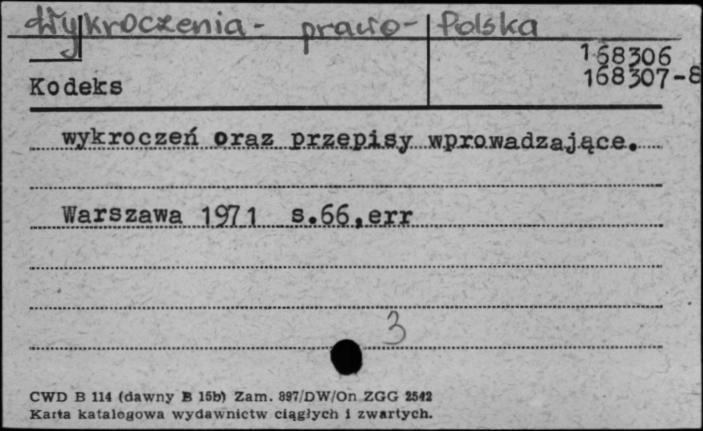 Wykroczenia - prawo - Polska
168306
168307-8
Kodeks
wykroczeń oraz przepisy wprowadzające.
Warszawa 1971 s.66,err
3
CWD B 114 (dawny B 15b) Zam. 897/DW/On ZGG 2542
Karta katalogowa wydawnictw ciągłych i zwartych.